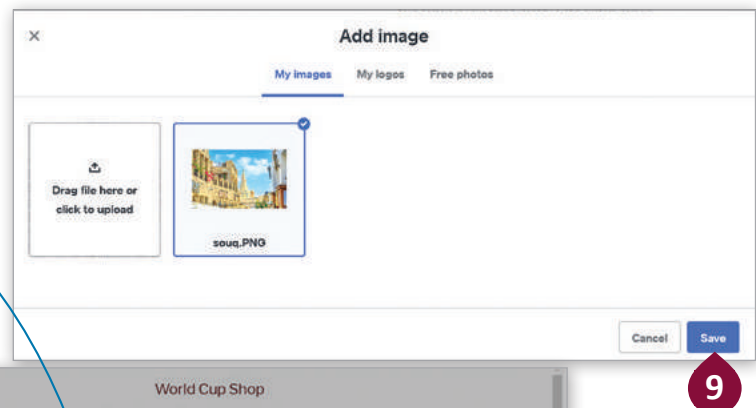 Add image
My images My logos Free photos
Drag file here or
click to upload
souq.PNG
Cancel Save
9
World Cup Shop